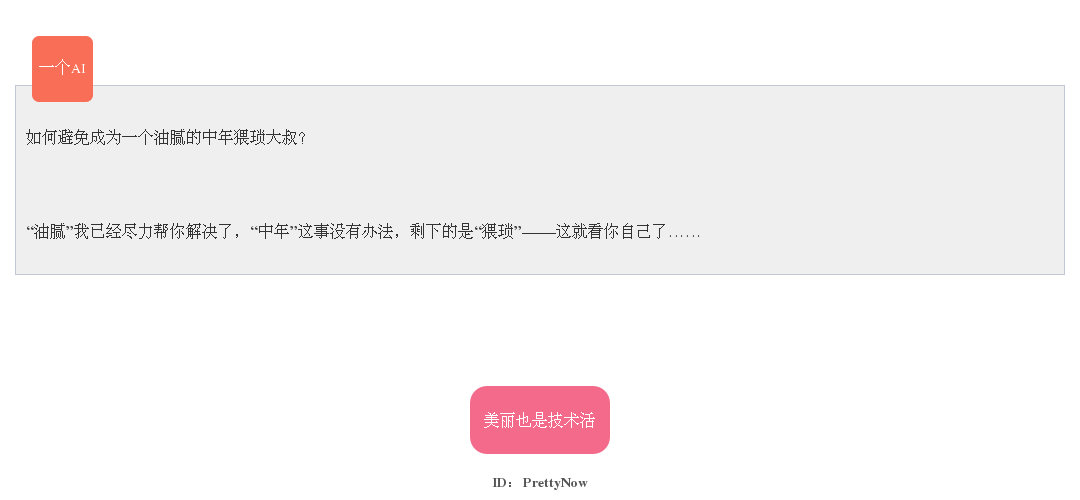 一个AI
如何避免成为一个油腻的中年猥琐大叔？
“油腻”我已经尽力帮你解决了，“中年”这事没有办法，剩下的是“猥琐”——这就看你自己了……
美丽也是技术活
ID： PrettyNow